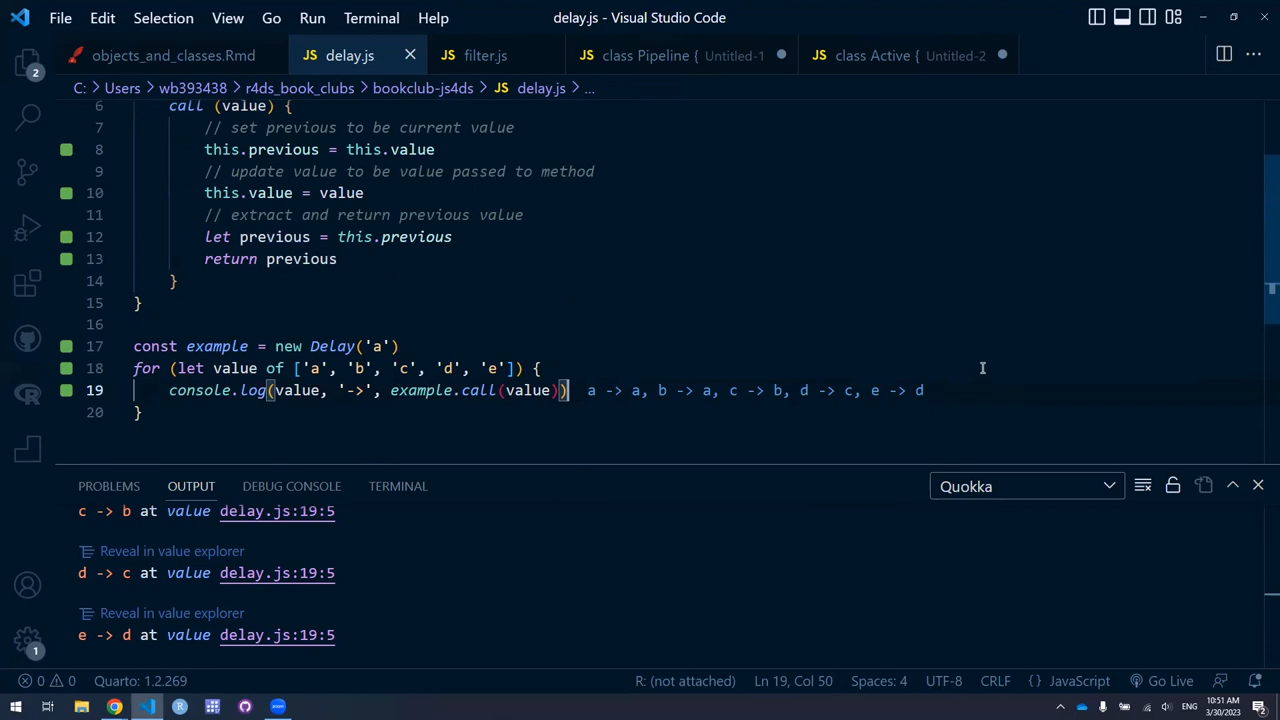 File Edit Selection View Go Run Terminal Help delay.js - Visual Studio Code
objects_and_classes.Rmd JS delay.js JS filter.js JS class Pipeline { Untitled-1 JS class Active { Untitled-2
2
C: > Users > wb393438 > r4ds_book_clubs > bookclub-js4ds > JS delay.js > ...
6 call (value) {
7 // set previous to be current value
8 this.previous = this.value
9 // update value to be value passed to method
10 this.value = value
11 // extract and return previous value
12 let previous = this.previous
13 return previous
14 }
15 }
16
17 const example = new Delay('a')
18 for (let value of ['a', 'b', 'c', 'd', 'e']) {
19 console.log(value, '->', example.call(value)) a -> a, b -> a, c -> b, d -> c, e -> d
20 }
PROBLEMS OUTPUT DEBUG CONSOLE TERMINAL Quokka
c -> b at value delay.js:19:5
Reveal in value explorer
d -> c at value delay.js:19:5
Reveal in value explorer
e -> d at value delay.js:19:5
1
0 0 Quarto: 1.2.269 R: (not attached) Ln 19, Col 50 Spaces: 4 UTF-8 CRLF {} JavaScript Go Live
ENG 10:51 AM
3/30/2023 2